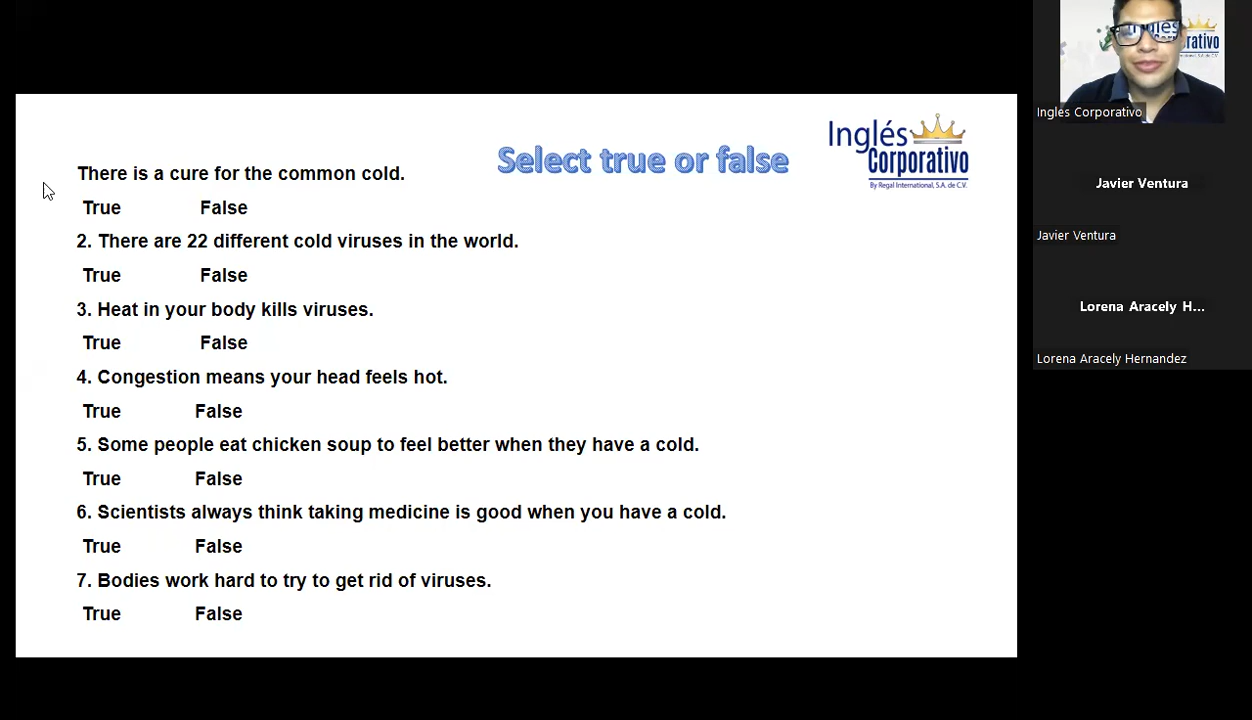 Select true or false
Inglés
Corporativo
By Regal International, S.A. de C.V.
There is a cure for the common cold.
True False
2. There are 22 different cold viruses in the world.
True False
3. Heat in your body kills viruses.
True False
4. Congestion means your head feels hot.
True False
5. Some people eat chicken soup to feel better when they have a cold.
True False
6. Scientists always think taking medicine is good when you have a cold.
True False
7. Bodies work hard to try to get rid of viruses.
True False
Inglés Corporativo
Javier Ventura
Javier Ventura
Lorena Aracely H...
Lorena Aracely Hernandez